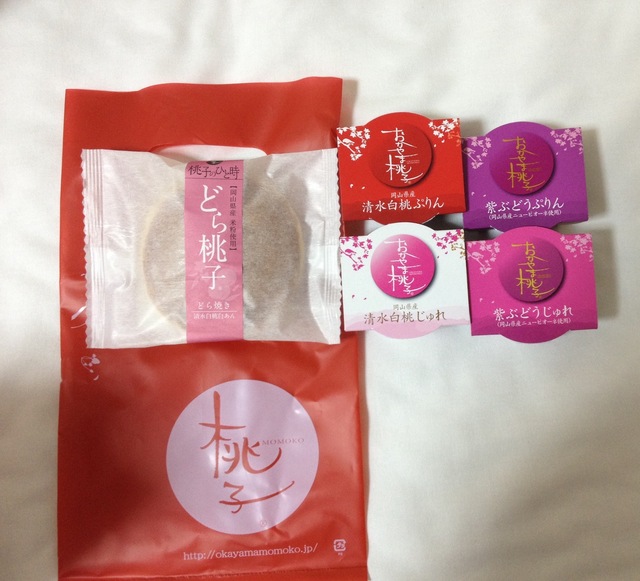 桃子のひと時
【岡山県産 米粉使用】
どら桃子
どら焼き
清水白桃白あん
おかやま桃子
岡山県産
清水白桃ぷりん
おかやま桃子
紫ぶどうぷりん
(岡山県産ニューピオーネ使用)
おかやま桃子
岡山県産
清水白桃じゅれ
おかやま桃子
紫ぶどうじゅれ
(岡山県産ニューピオーネ使用)
桃子
MOMOKO
http://okayamamomoko.jp/